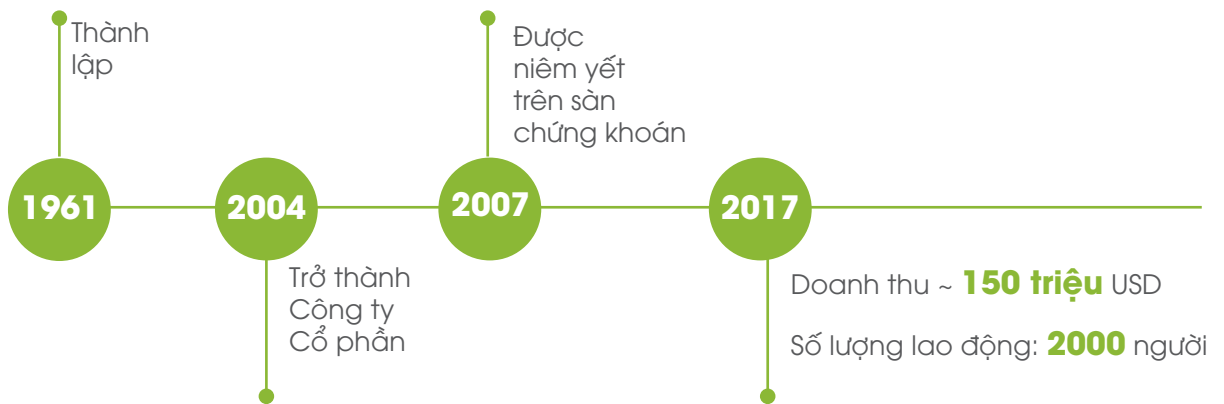 Thành
lập
Được
niêm yết
trên sàn
chứng khoán
1961
2004
2007
2017
Trở thành
Công ty
Cổ phần
Doanh thu ~ 150 triệu USD
Số lượng lao động: 2000 người